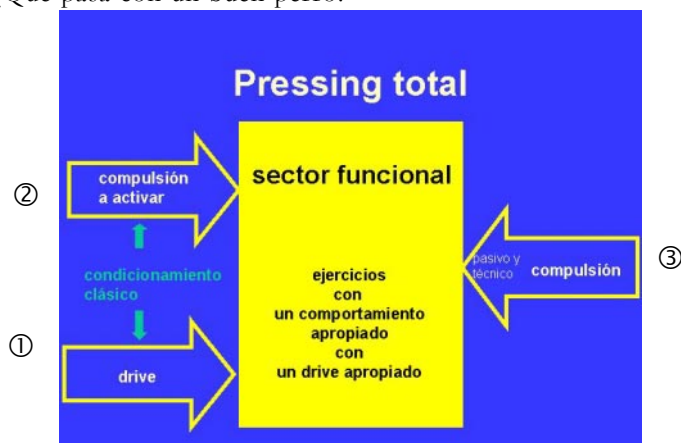 ¿Qué pasa con un buen perro?
Pressing total
②
compulsión
a activar
sector funcional
③
pasivo y
técnico
compulsión
condicionamiento
clásico
ejercicios
con
un comportamiento
apropiado
con
un drive apropiado
①
drive